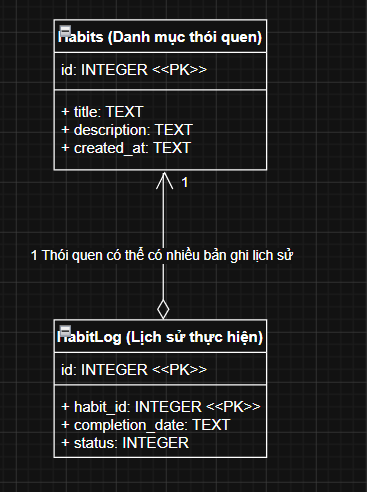 Habits (Danh mục thói quen)
id: INTEGER <<PK>>
+ title: TEXT
+ description: TEXT
+ created_at: TEXT
1
1 Thói quen có thể có nhiều bản ghi lịch sử
HabitLog (Lịch sử thực hiện)
id: INTEGER <<PK>>
+ habit_id: INTEGER <<PK>>
+ completion_date: TEXT
+ status: INTEGER